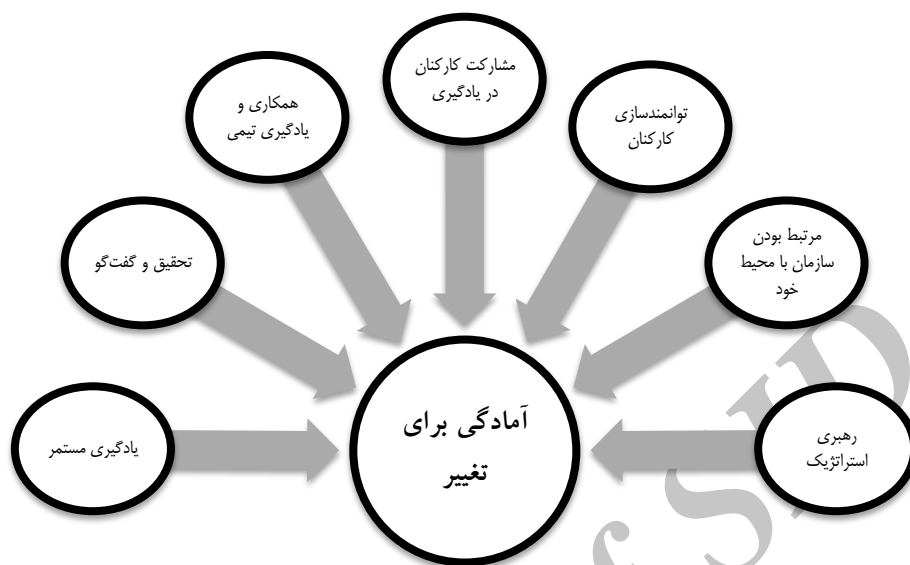 مشارکت کارکنان
در یادگیری
توانمندسازی
کارکنان
همکاری و
یادگیری تیمی
مرتبط بودن
سازمان با محیط
خود
تحقیق و گفت‌گو
رهبری
استراتژیک
آمادگی برای
تغییر
یادگیری مستمر
f SID